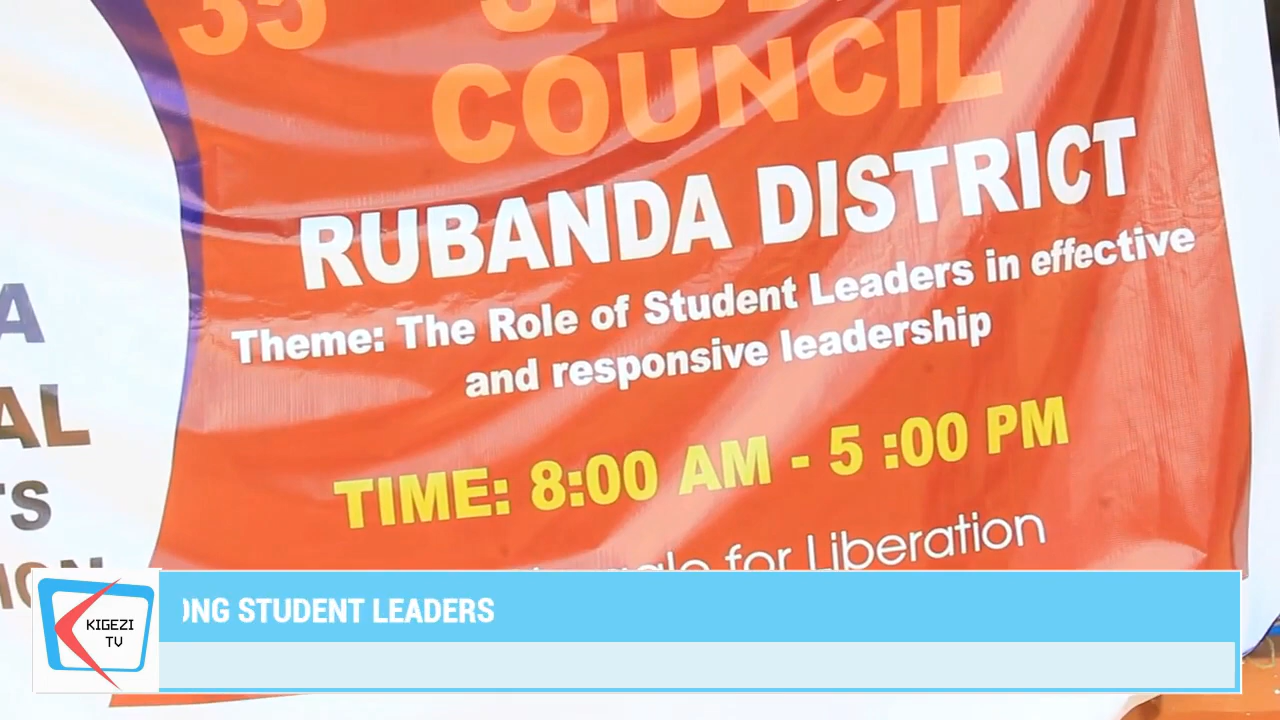 35
COUNCIL
RUBANDA DISTRICT
Theme: The Role of Student Leaders in effective
and responsive leadership
TIME: 8:00 AM - 5 :00 PM
for Liberation
A
AL
TS
STUDENT LEADERS
KIGEZI
TV